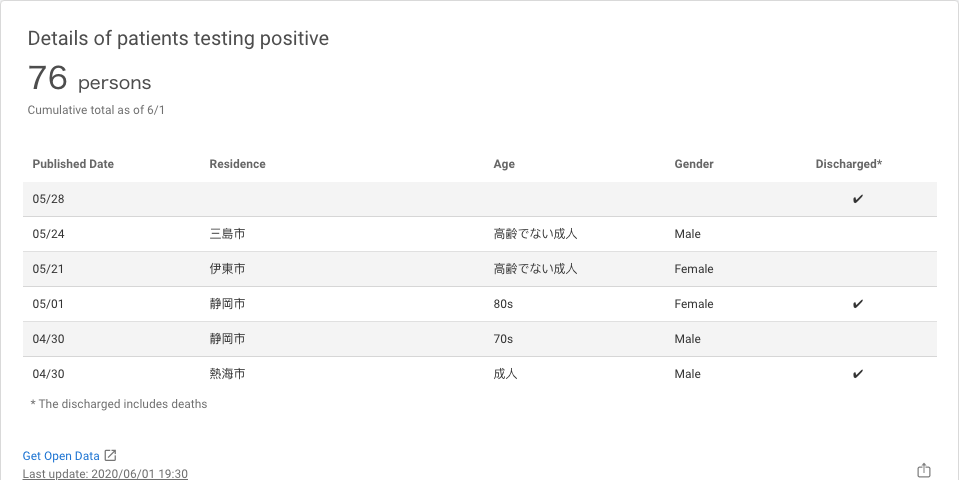 Details of patients testing positive
76 persons
Cumulative total as of 6/1
Published Date Residence Age Gender Discharged*
05/28 ✔
05/24 三島市 高齢でない成人 Male
05/21 伊東市 高齢でない成人 Female
05/01 静岡市 80s Female ✔
04/30 静岡市 70s Male
04/30 熱海市 成人 Male ✔
* The discharged includes deaths
Get Open Data
Last update: 2020/06/01 19:30